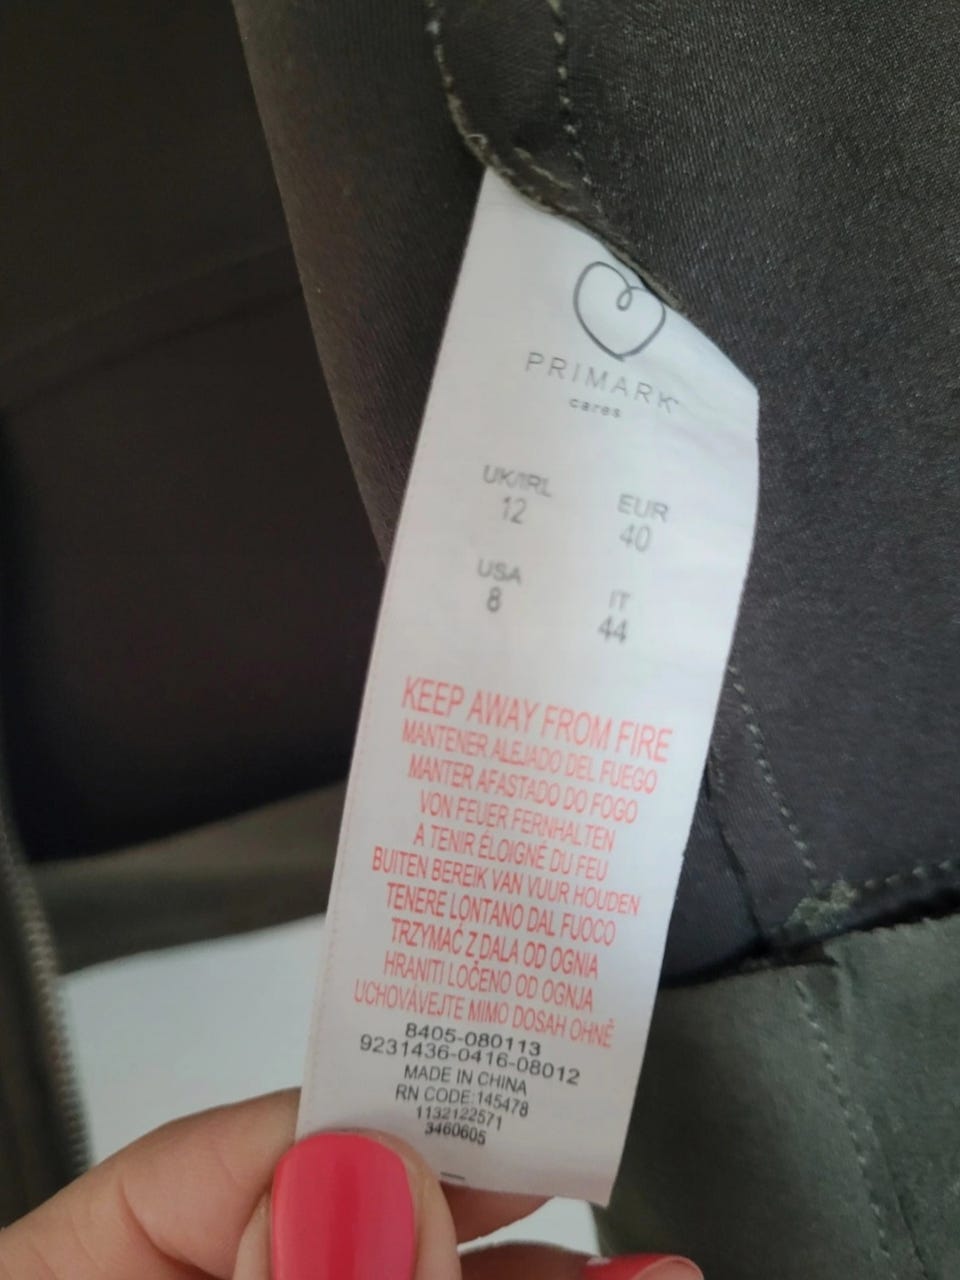 PRIMARK
cares
UK/IRL EUR
12 40
USA IT
8 44
KEEP AWAY FROM FIRE
MANTENER ALEJADO DEL FUEGO
MANTER AFASTADO DO FOGO
VON FEUER FERNHALTEN
A TENIR ÉLOIGNÉ DU FEU
BUITEN BEREIK VAN VUUR HOUDEN
TENERE LONTANO DAL FUOCO
TRZYMAĆ Z DALA OD OGNIA
HRANITI LOČENO OD OGNJA
UCHOVÁVEJTE MIMO DOSAH OHNĚ
8405-080113
9231436-0416-08012
MADE IN CHINA
RN CODE:145478
1132122571
3460605